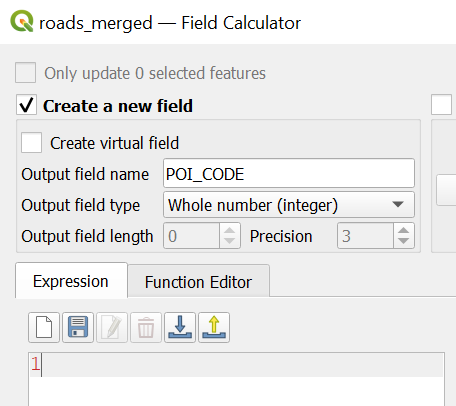 roads_merged — Field Calculator
Only update 0 selected features
Create a new field
Create virtual field
Output field name POI_CODE
Output field type Whole number (integer)
Output field length 0 Precision 3
Expression Function Editor
1